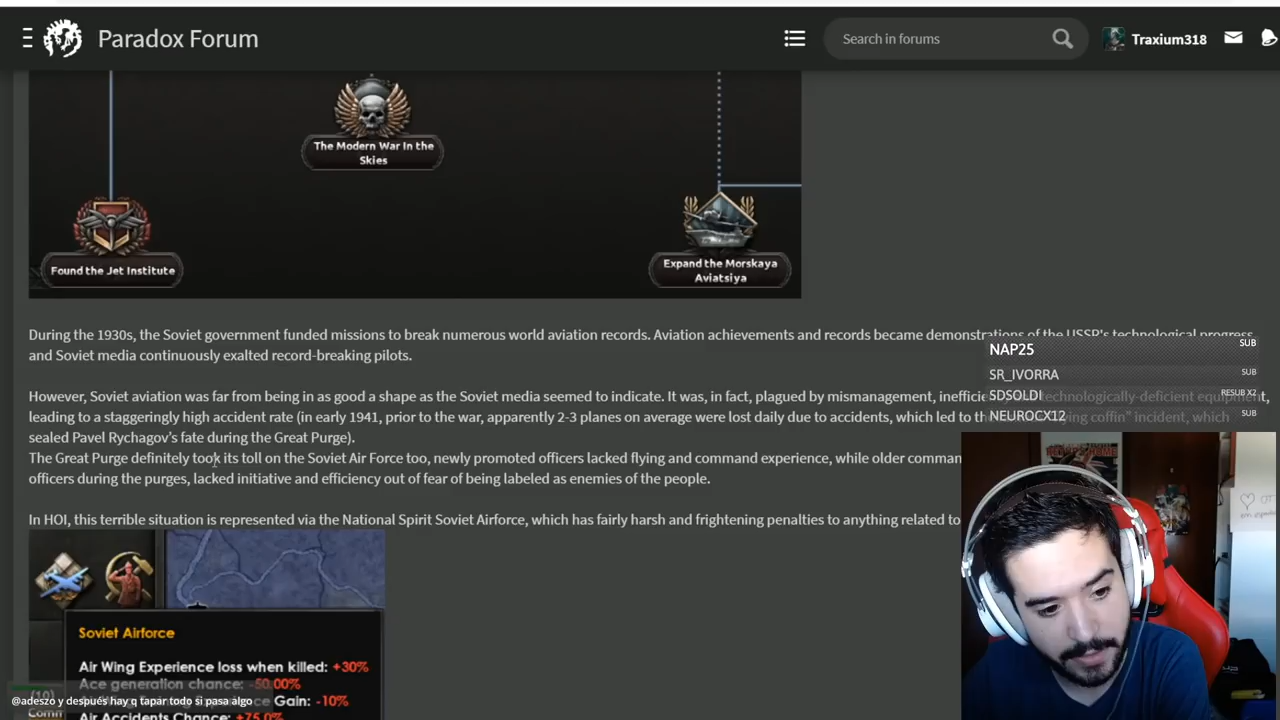 Paradox Forum
Search in forums
Traxium318
The Modern War In the
Skies
Found the Jet Institute
Expand the Morskaya
Aviatsiya
During the 1930s, the Soviet government funded missions to break numerous world aviation records. Aviation achievements and records became demonstrations of the USSR's technological progress,
and Soviet media continuously exalted record-breaking pilots.
However, Soviet aviation was far from being in as good a shape as the Soviet media seemed to indicate. It was, in fact, plagued by mismanagement, technologically-deficient equipment,
leading to a staggeringly high accident rate (in early 1941, prior to the war, apparently 2-3 planes on average were lost daily due to accidents, which led to the flying coffin" incident, which
sealed Pavel Rychagov's fate during the Great Purge).
The Great Purge definitely took its toll on the Soviet Air Force too, newly promoted officers lacked flying and command experience, while older
officers during the purges, lacked initiative and efficiency out of fear of being labeled as enemies of the people.
In HOI, this terrible situation is represented via the National Spirit Soviet Airforce, which has fairly harsh and frightening penalties to anything related to
NAP25 SUB
SR_IVORRA SUB
SDSOLDI RESUB X2
NEUROCX12 SUB
Soviet Airforce
Air Wing Experience loss when killed: +30%
Ace generation chance: -50.00%
Gain: -10%
Air Accidents Chance: +75.0%
(10)
@adeszo y después hay q tapar todo si pasa algo